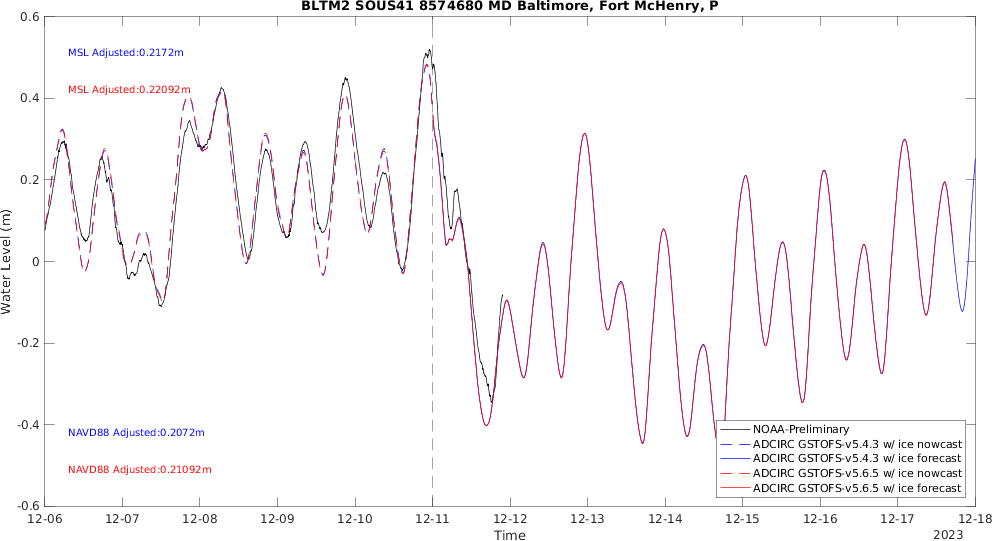 BLTM2 SOUS41 8574680 MD Baltimore, Fort McHenry, P
0.6
0.4
0.2
0
-0.2
-0.4
-0.6
Water Level (m)
MSL Adjusted:0.2172m
MSL Adjusted:0.22092m
NAVD88 Adjusted:0.2072m
NAVD88 Adjusted:0.21092m
NOAA-Preliminary
ADCIRC GSTOFS-v5.4.3 w/ ice nowcast
ADCIRC GSTOFS-v5.4.3 w/ ice forecast
ADCIRC GSTOFS-v5.6.5 w/ ice nowcast
ADCIRC GSTOFS-v5.6.5 w/ ice forecast
12-06 12-07 12-08 12-09 12-10 12-11 12-12 12-13 12-14 12-15 12-16 12-17 12-18
Time
2023